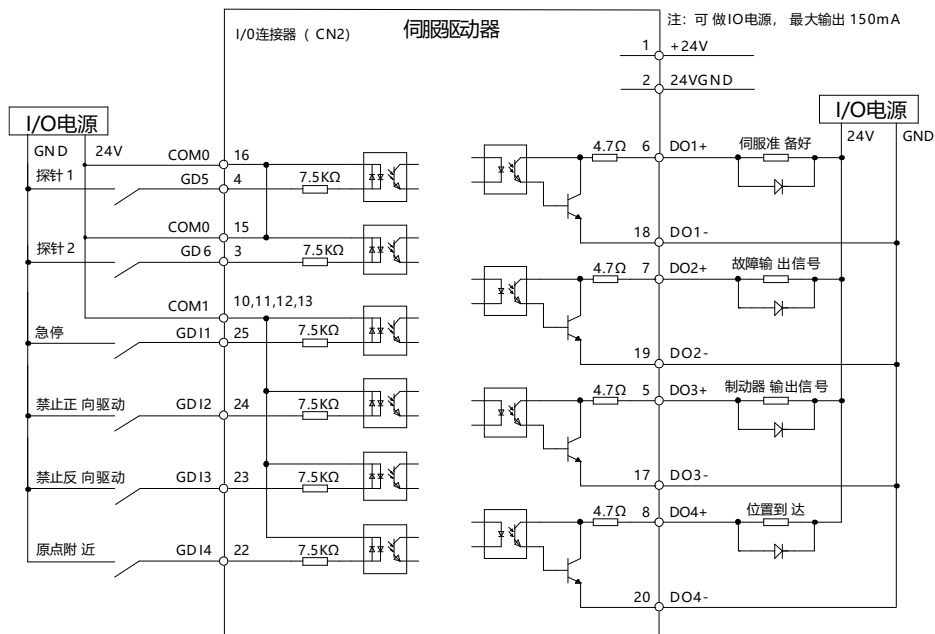 I/0连接器（ CN2)
伺服驱动器
注：可 做IO电源， 最大输出 150mA
1 +24V
2 24VGND
I/O电源
GND 24V
I/O电源
24V GND
COM0 16
探针 1 GD5 4 7.5KΩ
COM0 15
探针 2 GD 6 3 7.5KΩ
COM1 10,11,12,13
急停 GDI1 25 7.5KΩ
禁止正 向驱动 GDI2 24 7.5KΩ
禁止反 向驱动 GDI3 23 7.5KΩ
原点附 近 GD I4 22 7.5KΩ
4.7Ω 6 DO1+ 伺服准 备好
18 DO1-
4.7Ω 7 DO2+ 故障输 出信号
19 DO2-
4.7Ω 5 DO3+ 制动器 输出信 号
17 DO3-
4.7Ω 8 DO4+ 位置到 达
20 DO4-